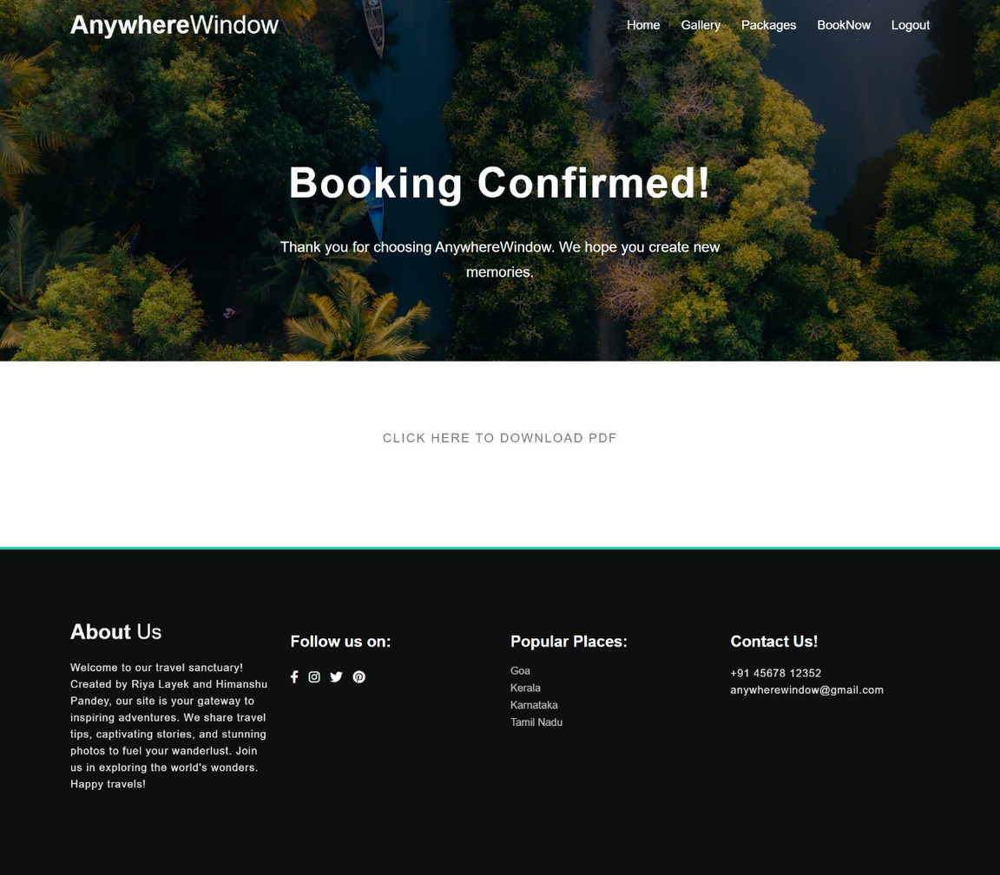 AnywhereWindow
Home Gallery Packages BookNow Logout
Booking Confirmed!
Thank you for choosing AnywhereWindow. We hope you create new
memories.
CLICK HERE TO DOWNLOAD PDF
About Us
Welcome to our travel sanctuary!
Created by Riya Layek and Himanshu
Pandey, our site is your gateway to
inspiring adventures. We share travel
tips, captivating stories, and stunning
photos to fuel your wanderlust. Join
us in exploring the world's wonders.
Happy travels!
Follow us on:
Popular Places:
Goa
Kerala
Karnataka
Tamil Nadu
Contact Us!
+91 45678 12352
anywherewindow@gmail.com